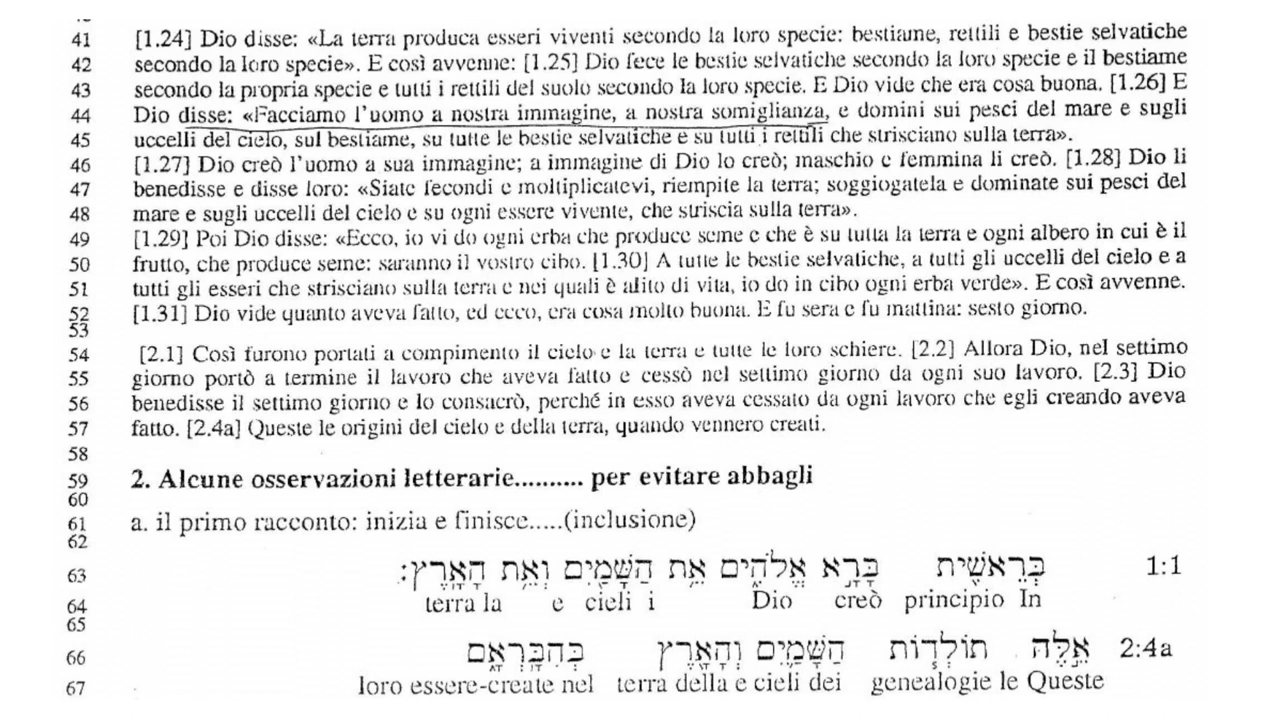 41 [1.24] Dio disse: «La terra produca esseri viventi secondo la loro specie: bestiame, rettili e bestie selvatiche
42 secondo la loro specie». E così avvenne: [1.25] Dio fece le bestie selvatiche secondo la loro specie e il bestiame
43 secondo la propria specie e tutti i rettili del suolo secondo la loro specie. E Dio vide che era cosa buona. [1.26] E
44 Dio disse: «Facciamo l'uomo a nostra immagine, a nostra somiglianza, e domini sui pesci del mare e sugli
45 uccelli del cielo, sul bestiame, su tutte le bestie selvatiche e su tutti i rettili che strisciano sulla terra».
46 [1.27] Dio creò l'uomo a sua immagine; a immagine di Dio lo creò; maschio e femmina li creò. [1.28] Dio li
47 benedisse e disse loro: «Siate fecondi e moltiplicatevi, riempite la terra; soggiogatela e dominate sui pesci del
48 mare e sugli uccelli del cielo e su ogni essere vivente, che striscia sulla terra».
49 [1.29] Poi Dio disse: «Ecco, io vi do ogni erba che produce seme e che è su tutta la terra e ogni albero in cui è il
50 frutto, che produce seme: saranno il vostro cibo. [1.30] A tutte le bestie selvatiche, a tutti gli uccelli del cielo e a
51 tutti gli esseri che strisciano sulla terra e nei quali è alito di vita, io do in cibo ogni erba verde». E così avvenne.
52 [1.31] Dio vide quanto aveva fatto, ed ecco, era cosa molto buona. E fu sera e fu mattina: sesto giorno.
53
54 [2.1] Così furono portati a compimento il cielo e la terra e tutte le loro schiere. [2.2] Allora Dio, nel settimo
55 giorno portò a termine il lavoro che aveva fatto e cessò nel settimo giorno da ogni suo lavoro. [2.3] Dio
56 benedisse il settimo giorno e lo consacrò, perché in esso aveva cessato da ogni lavoro che egli creando aveva
57 fatto. [2.4a] Queste le origini del cielo e della terra, quando vennero creati.
58
59 2. Alcune osservazioni letterarie.......... per evitare abbagli
60
61 a. il primo racconto: inizia e finisce.....(inclusione)
62
63 1:1 בְּרֵאשִׁ֖ית בָּרָ֣א אֱלֹהִ֑ים אֵ֥ת הַשָּׁמַ֖יִם וְאֵ֥ת הָאָֽרֶץ׃
64 terra la e cieli i Dio creò principio In
65
66 2:4a אֵ֣לֶּה תוֹלְד֧וֹת הַשָּׁמַ֛יִם וְהָאָ֖רֶץ בְּהִבָּֽרְאָ֑ם
67 loro essere-create nel terra della e cieli dei genealogie le Queste